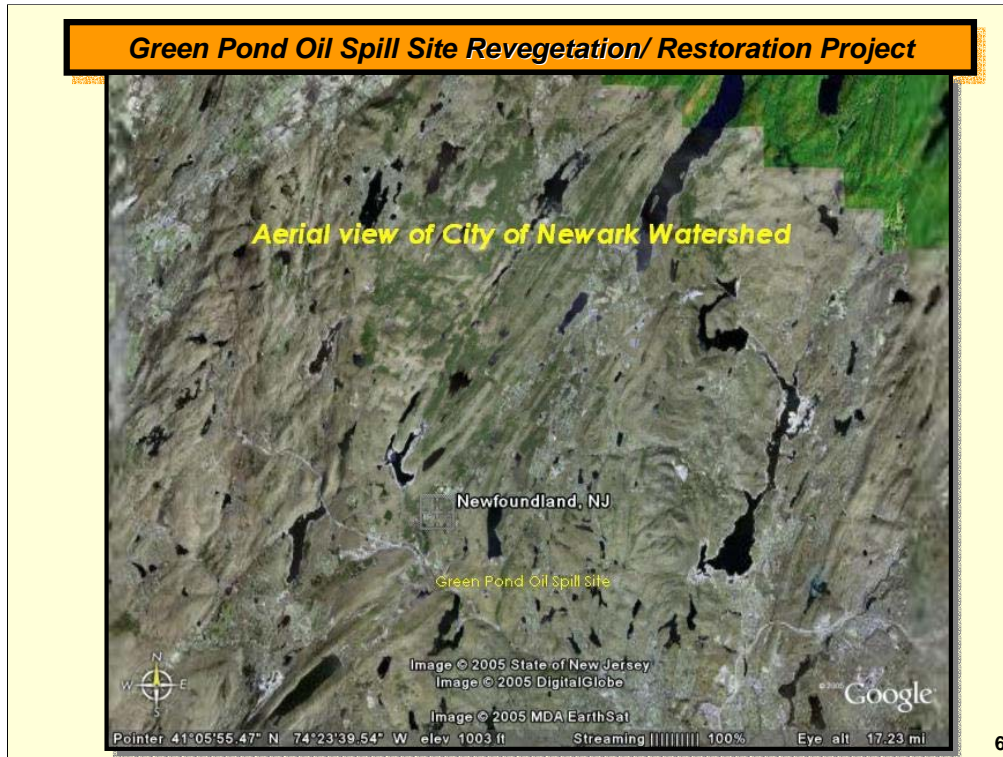 Green Pond Oil Spill Site Revegetation/ Restoration Project
Aerial view of City of Newark Watershed
Newfoundland, NJ
Green Pond Oil Spill Site
N
W E
S
Image © 2005 State of New Jersey
Image © 2005 DigitalGlobe
Image © 2005 MDA EarthSat
©2005 Google
Pointer 41°05'55.47" N 74°23'39.54" W elev 1003 ft Streaming ||||||||| 100% Eye alt 17.23 mi
6